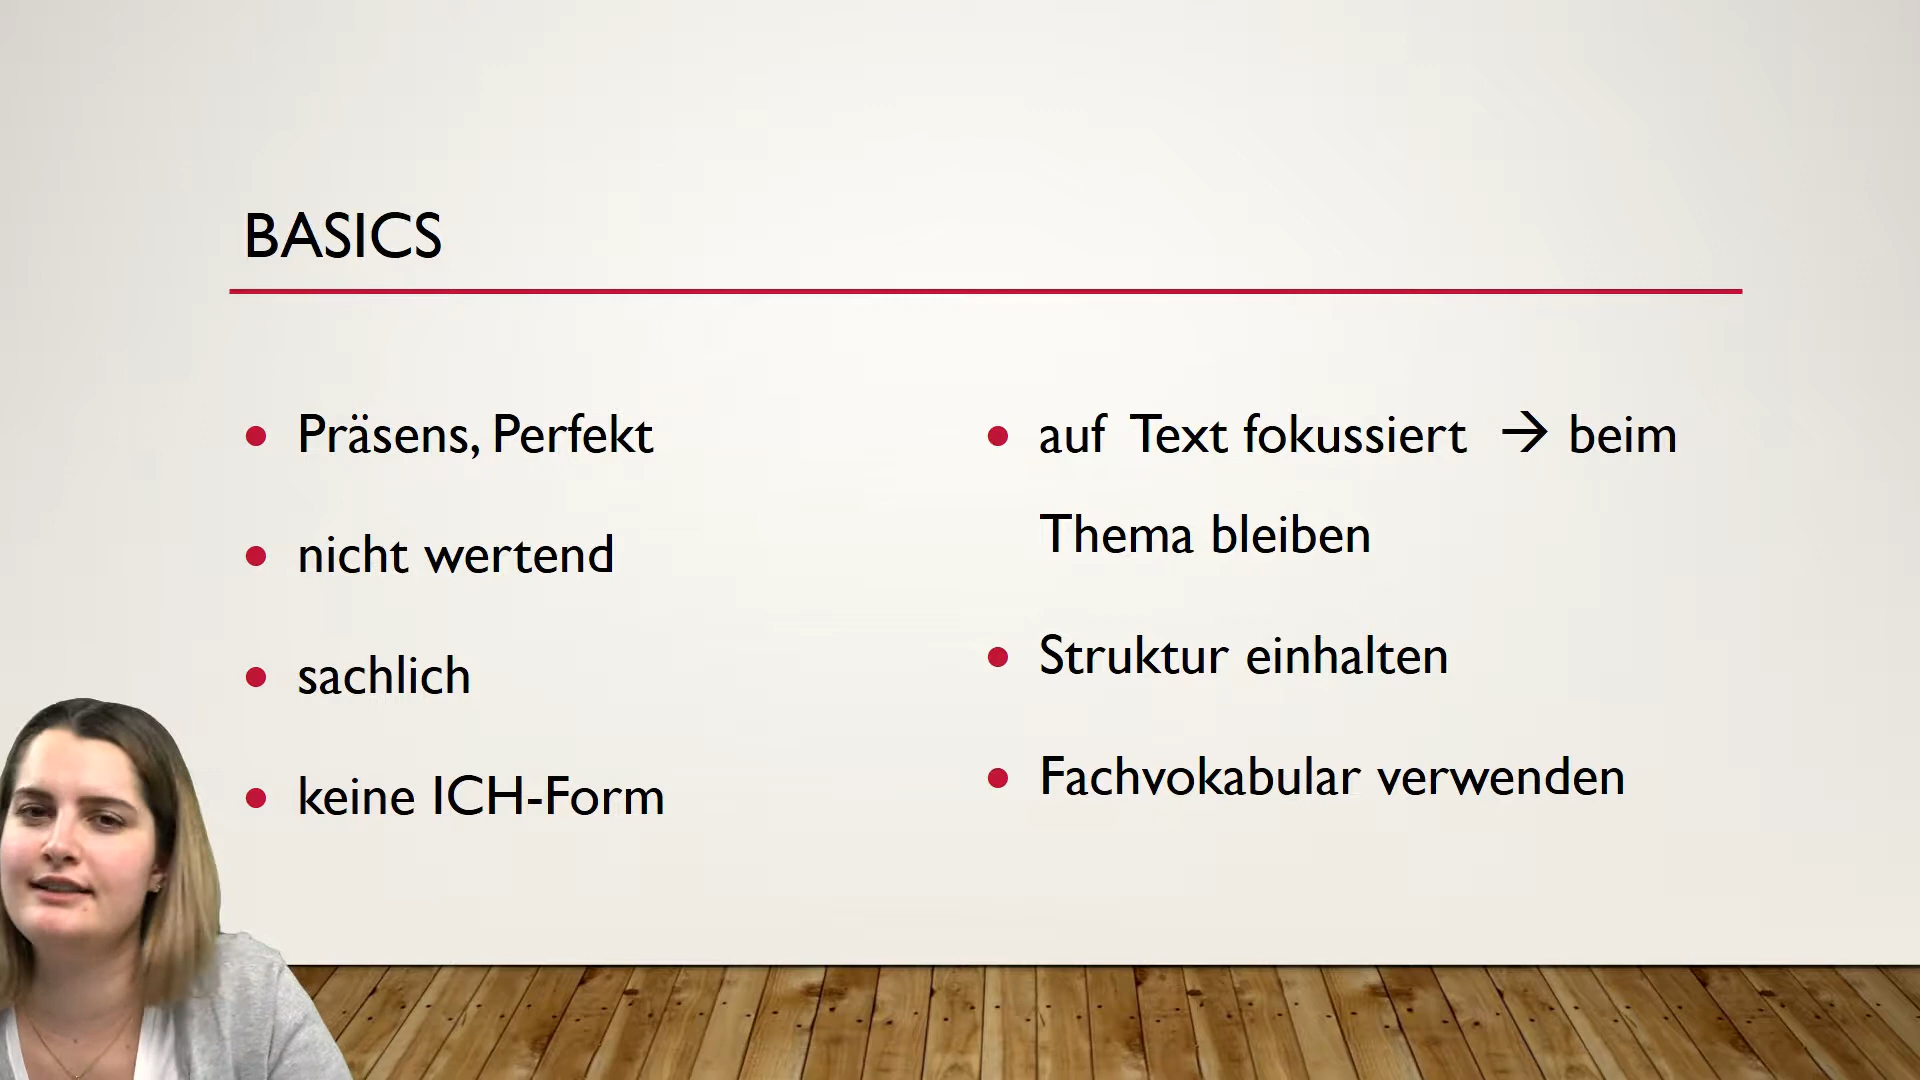 BASICS
• Präsens, Perfekt
• nicht wertend
• sachlich
• keine ICH-Form
• auf Text fokussiert → beim
Thema bleiben
• Struktur einhalten
• Fachvokabular verwenden